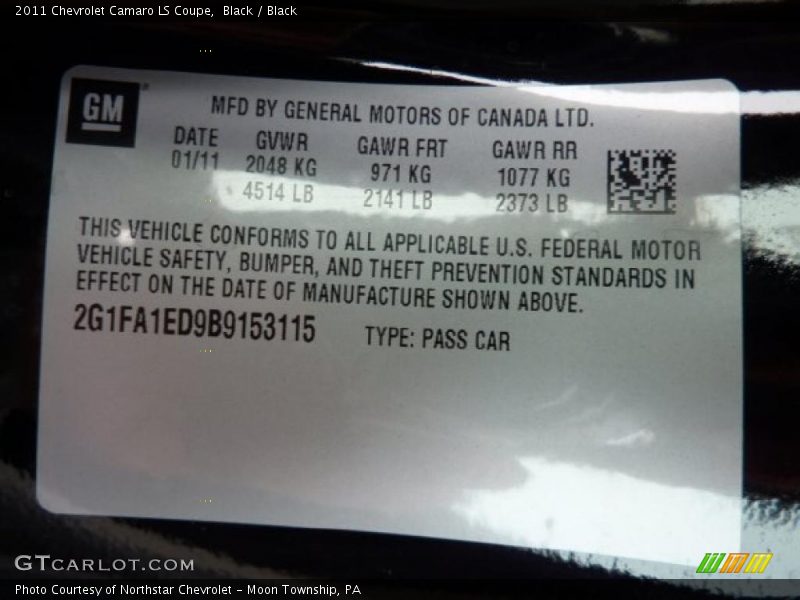 2011 Chevrolet Camaro LS Coupe, Black / Black
GM
MFD BY GENERAL MOTORS OF CANADA LTD.
DATE GVWR GAWR FRT GAWR RR
01/11 2048 KG 971 KG 1077 KG
4514 LB 2141 LB 2373 LB
THIS VEHICLE CONFORMS TO ALL APPLICABLE U.S. FEDERAL MOTOR
VEHICLE SAFETY, BUMPER, AND THEFT PREVENTION STANDARDS IN
EFFECT ON THE DATE OF MANUFACTURE SHOWN ABOVE.
2G1FA1ED9B9153115 TYPE: PASS CAR
GTCARLOT.COM
Photo Courtesy of Northstar Chevrolet - Moon Township, PA